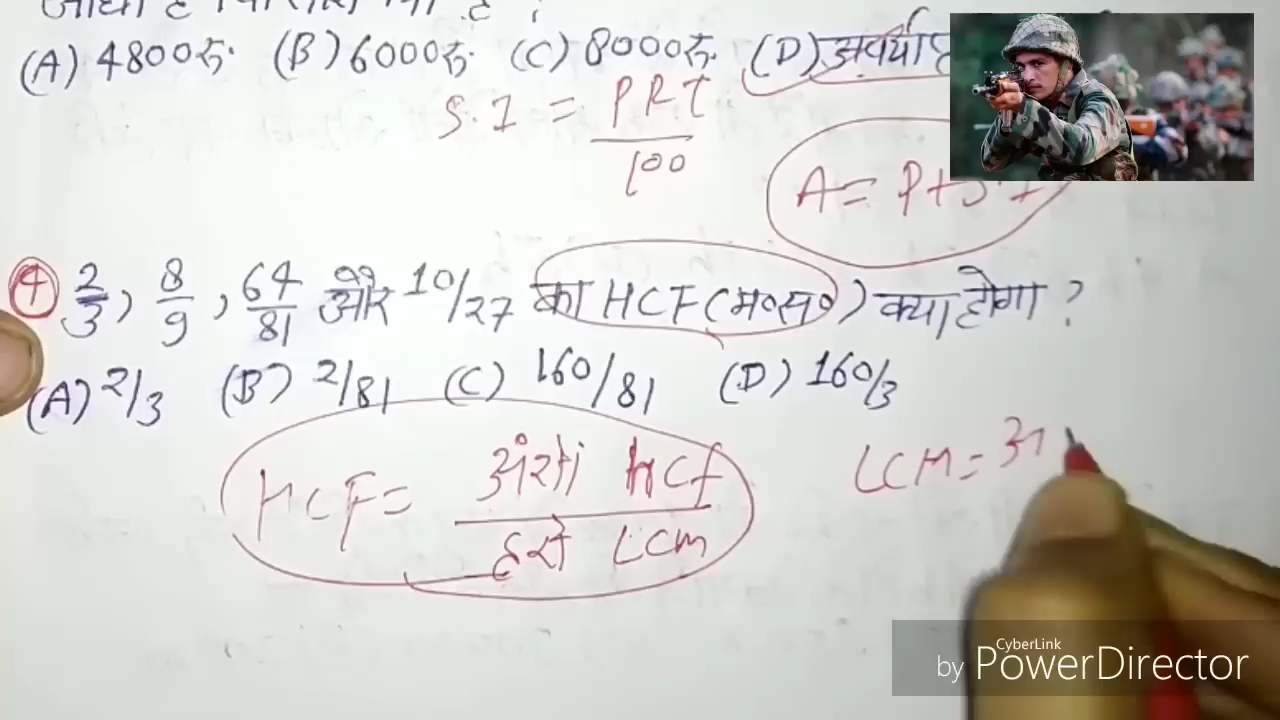 (A) 4800रु. (B) 6000रु. (C) 8000रु. (D) अपर्याप्त
S.I = PRT
100
A = P+S.I
4 2/3, 8/9, 64/81 और 10/27 का HCF (म०स०) क्या होगा ?
(A) 2/3 (B) 2/81 (C) 160/81 (D) 160/3
HCF = अंशो HCF
हरो LCM
LCM = अ
CyberLink
by PowerDirector